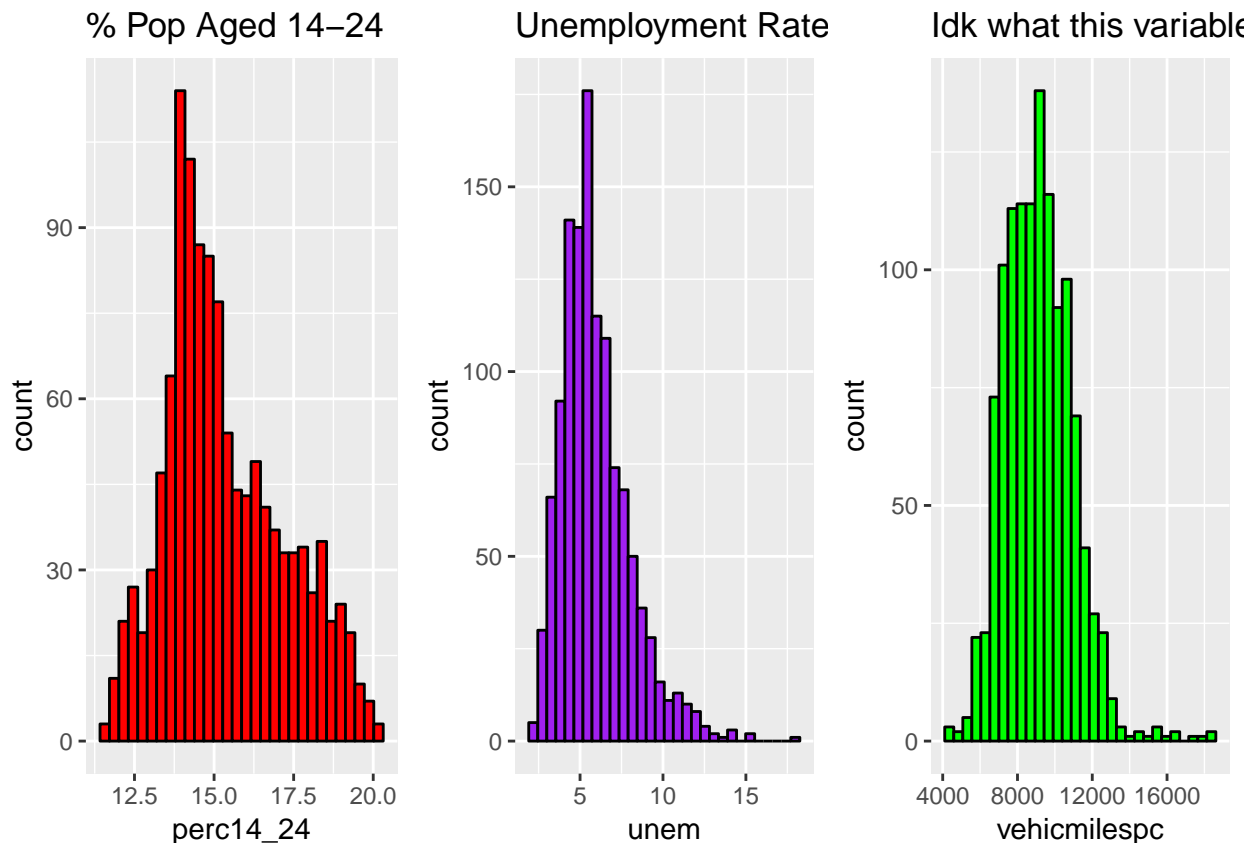 % Pop Aged 14−24
Unemployment Rate
Idk what this variable
count
90
60
30
0
12.5 15.0 17.5 20.0
perc14_24
count
150
100
50
0
5 10 15
unem
count
100
50
0
4000 8000 12000 16000
vehicmilespc